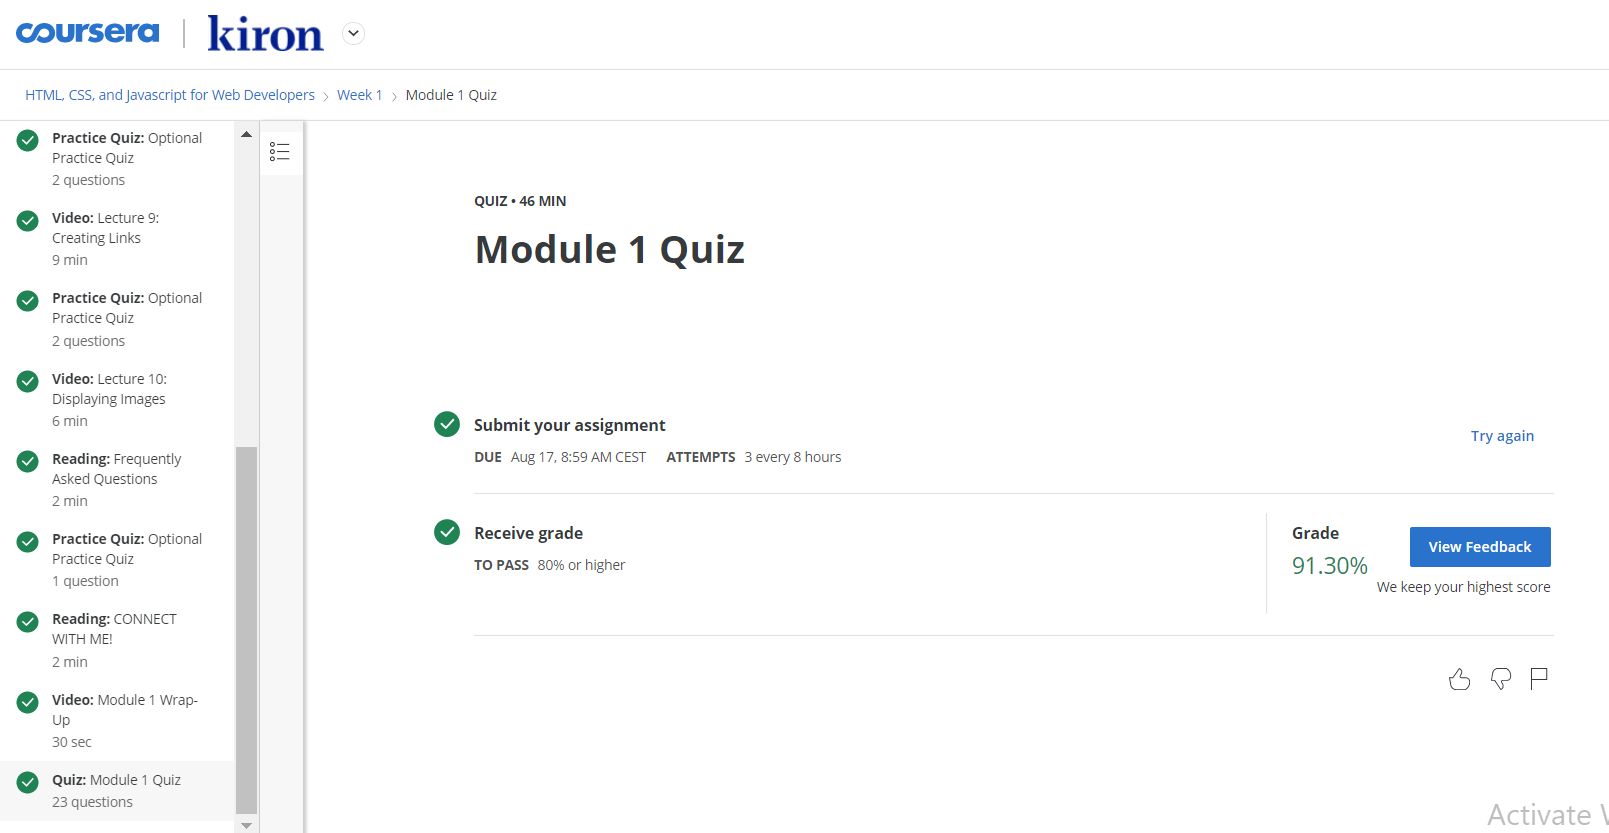 coursera
kiron
HTML, CSS, and Javascript for Web Developers > Week 1 > Module 1 Quiz
Practice Quiz: Optional
Practice Quiz
2 questions
Video: Lecture 9:
Creating Links
9 min
Practice Quiz: Optional
Practice Quiz
2 questions
Video: Lecture 10:
Displaying Images
6 min
Reading: Frequently
Asked Questions
2 min
Practice Quiz: Optional
Practice Quiz
1 question
Reading: CONNECT
WITH ME!
2 min
Video: Module 1 Wrap-
Up
30 sec
Quiz: Module 1 Quiz
23 questions
QUIZ • 46 MIN
Module 1 Quiz
Submit your assignment
DUE Aug 17, 8:59 AM CEST ATTEMPTS 3 every 8 hours
Try again
Receive grade
TO PASS 80% or higher
Grade
91.30%
View Feedback
We keep your highest score
Activate